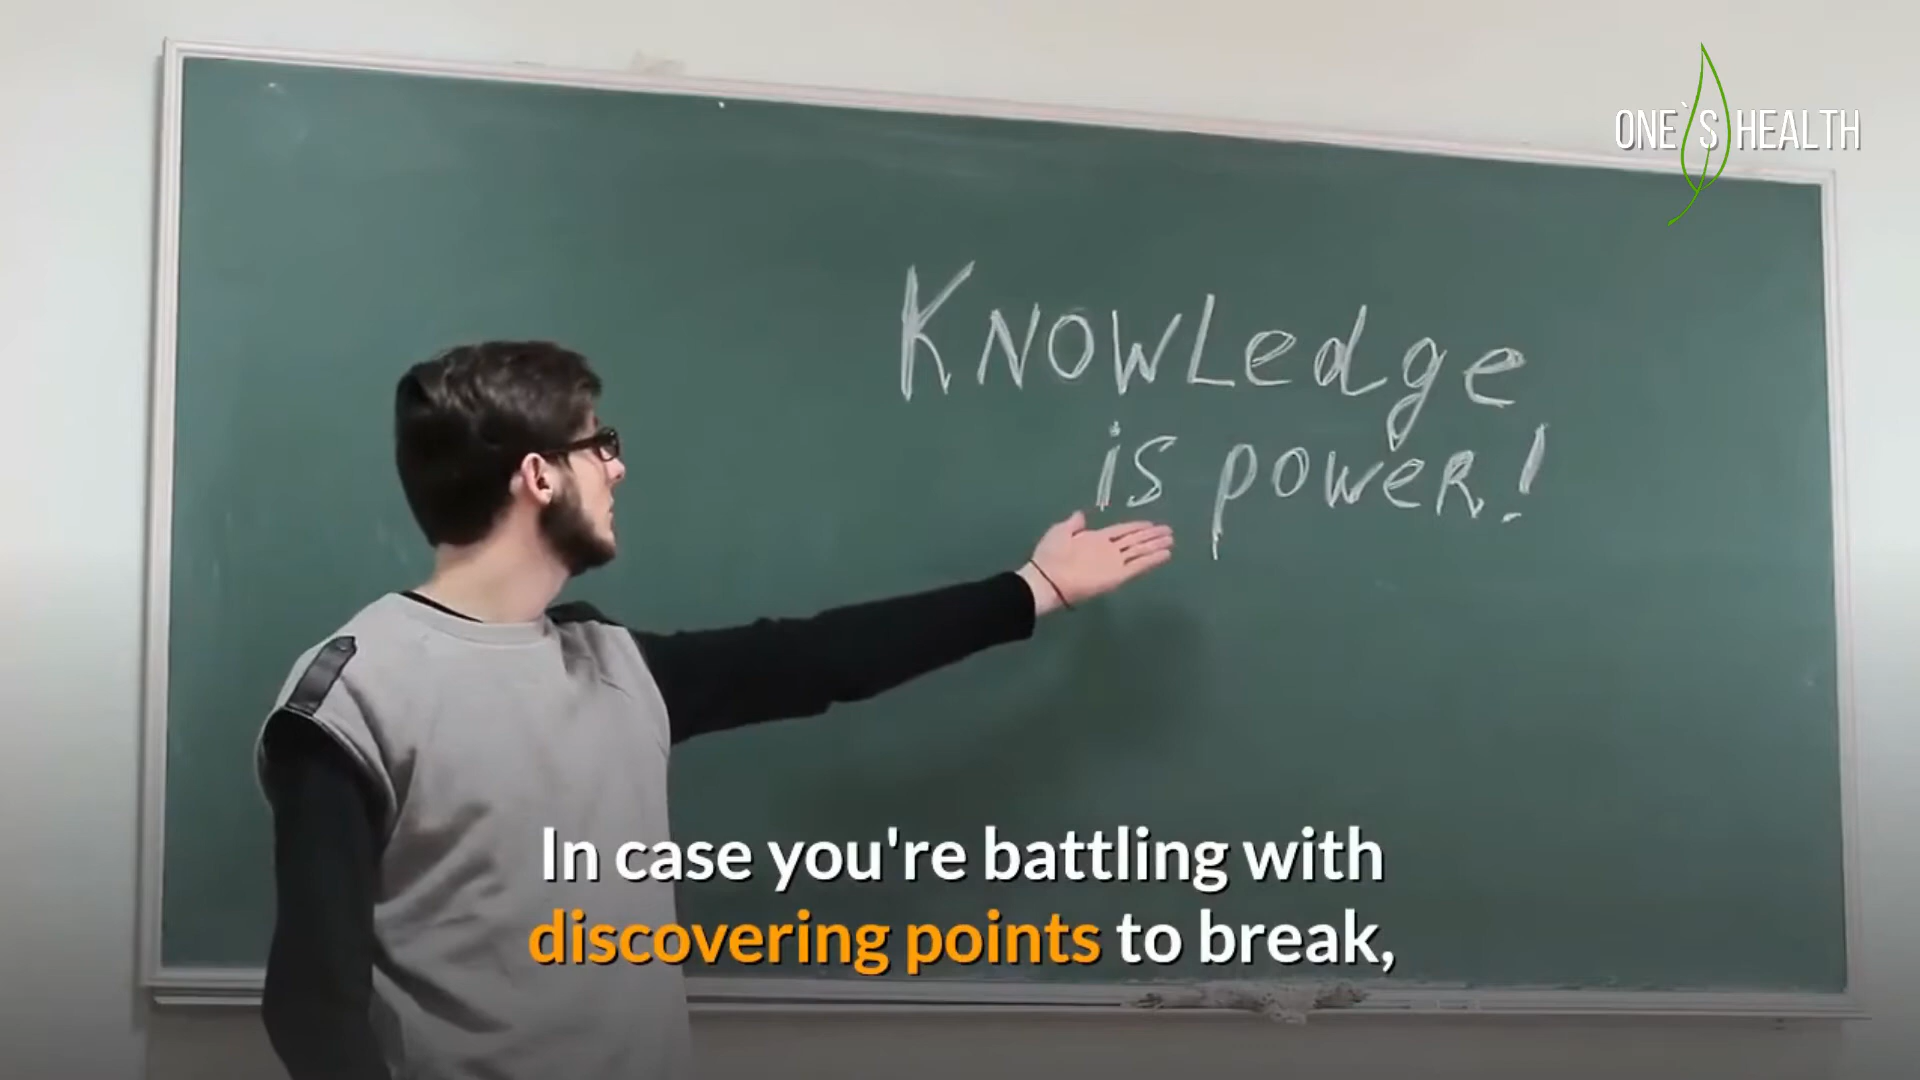 ONE`S HEALTH
KNOWLedge
is poweR!
In case you're battling with
discovering points to break,